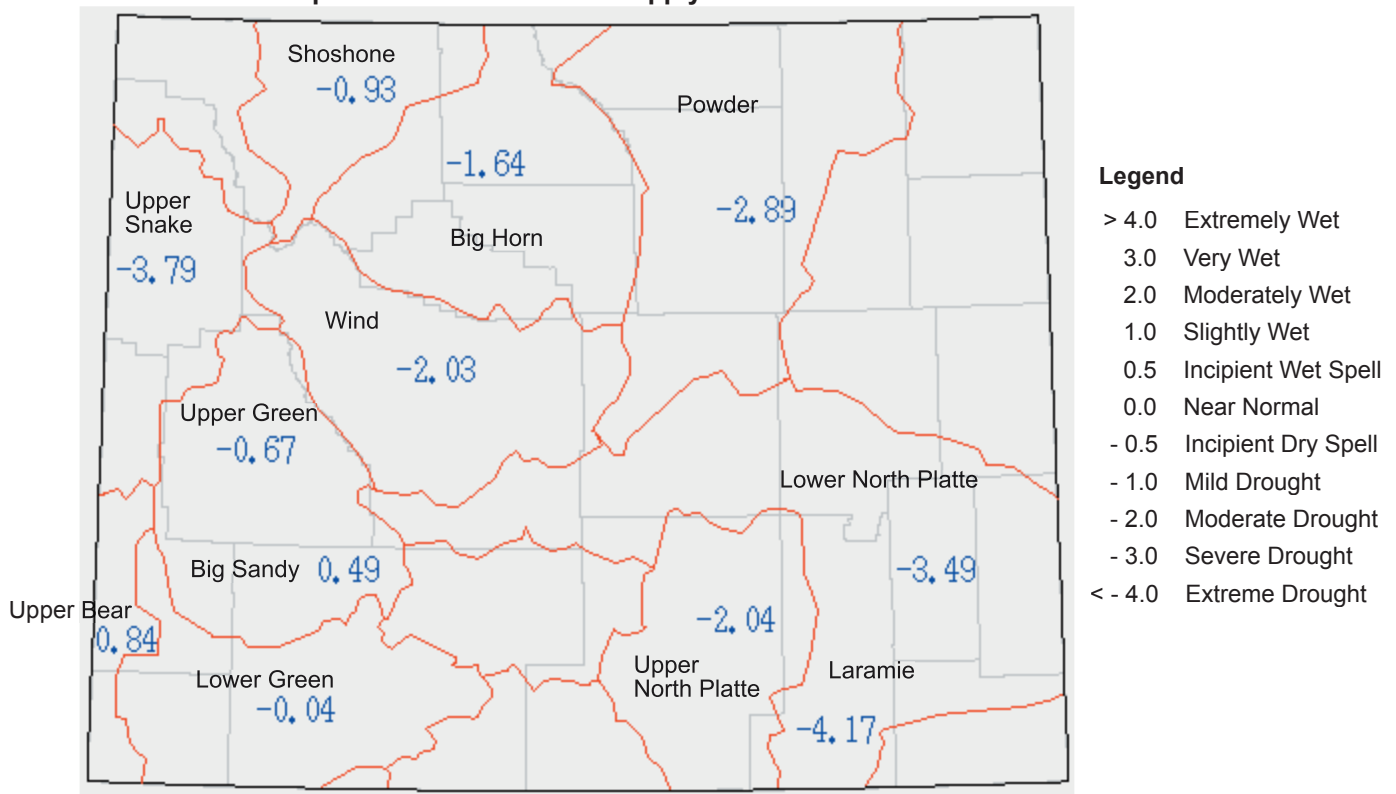 Shoshone
-0.93
Powder
-1.64
Upper
Snake
-2.89
Big Horn
-3.79
Wind
-2.03
Upper Green
-0.67
Lower North Platte
Big Sandy 0.49
-3.49
Upper Bear
0.84
-2.04
Upper
North Platte
Laramie
Lower Green
-0.04
-4.17
Legend
> 4.0 Extremely Wet
3.0 Very Wet
2.0 Moderately Wet
1.0 Slightly Wet
0.5 Incipient Wet Spell
0.0 Near Normal
- 0.5 Incipient Dry Spell
- 1.0 Mild Drought
- 2.0 Moderate Drought
- 3.0 Severe Drought
< - 4.0 Extreme Drought